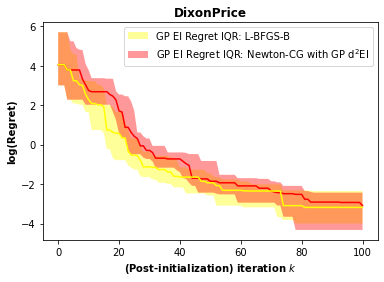 DixonPrice
GP EI Regret IQR: L-BFGS-B
GP EI Regret IQR: Newton-CG with GP d²EI
log(Regret)
6
4
2
0
−2
−4
0
20
40
60
80
100
(Post-initialization) iteration k